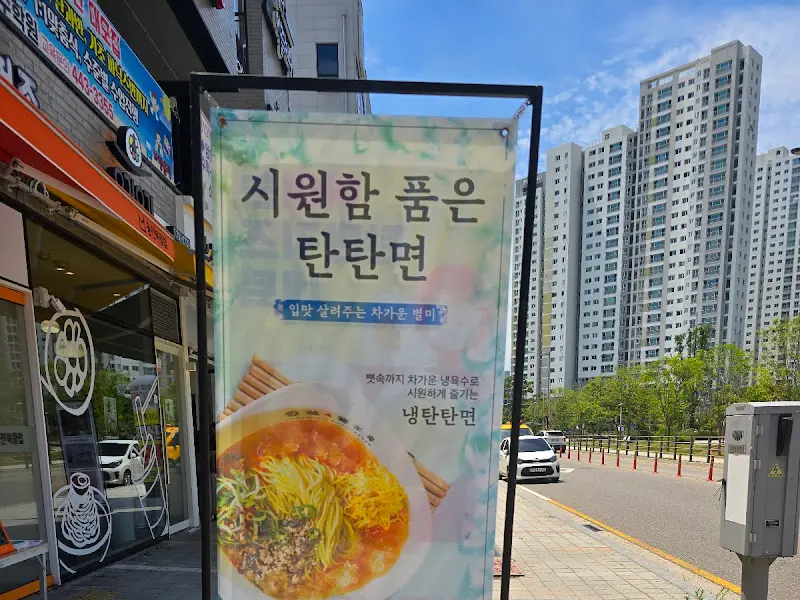 443-3355
시원함 품은
탄탄면
입맛 살려주는 차가운 별미
뼛속까지 차가운 냉육수로
시원하게 즐기는
냉탄탄면